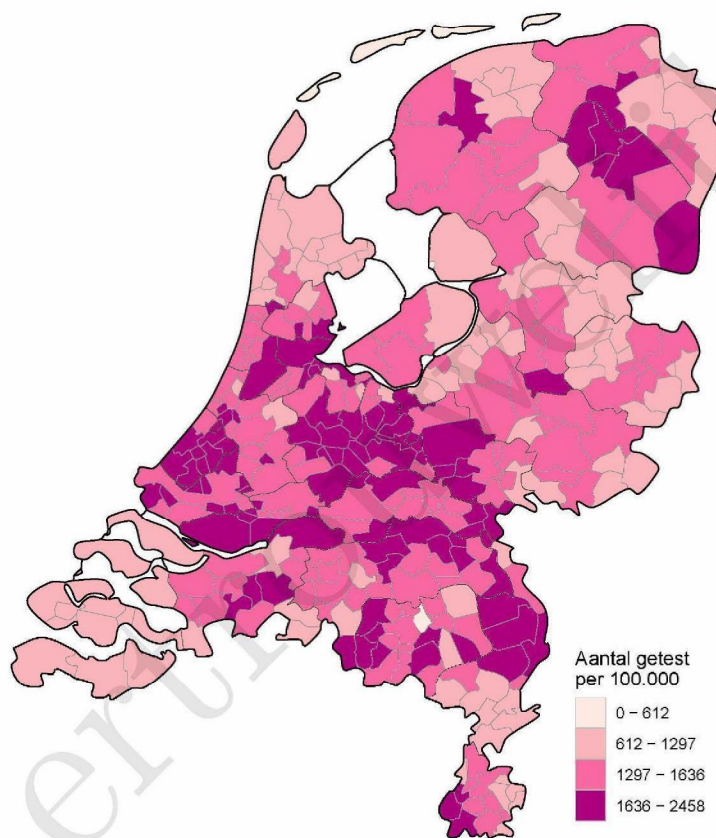 Aantal getest
per 100.000
0 – 612
612 – 1297
1297 – 1636
1636 – 2458